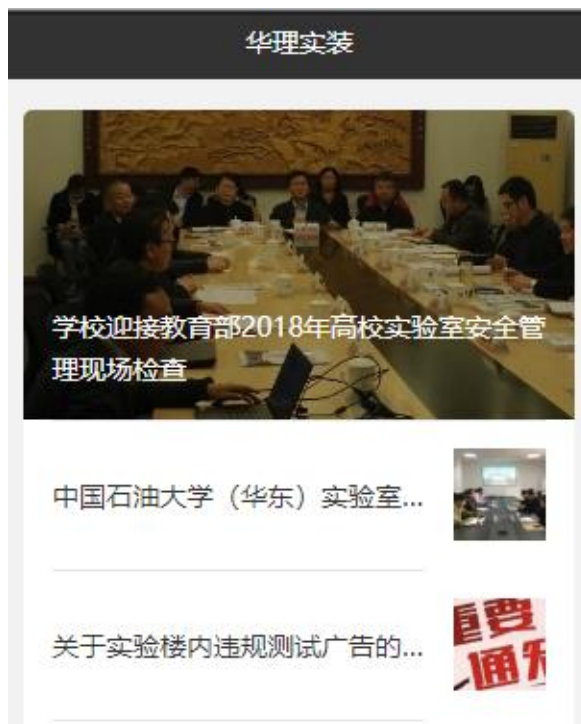 华理实装
学校迎接教育部2018年高校实验室安全管
理现场检查
中国石油大学（华东）实验室...
关于实验楼内违规测试广告的...
重要
通知